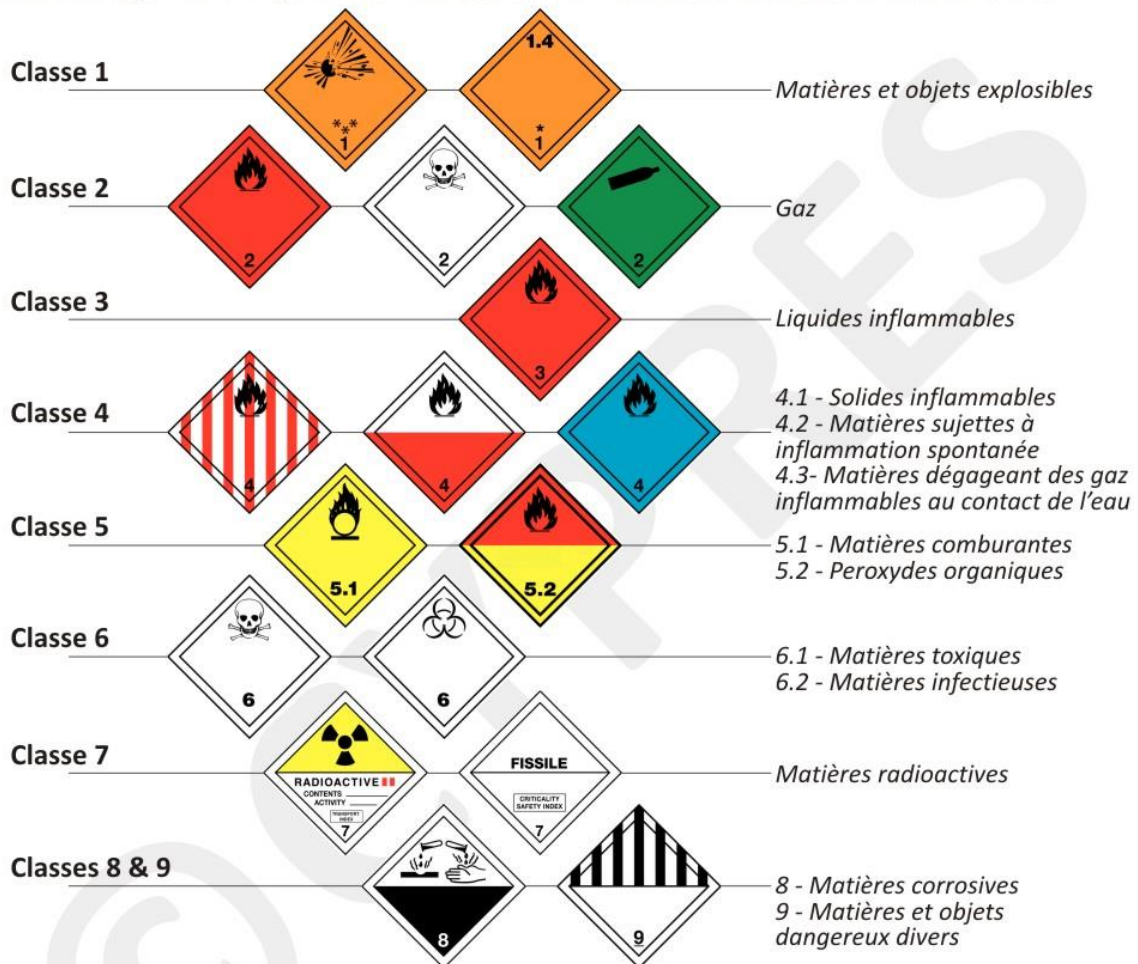 Classe 1
1.4
***
1
*
1
Matières et objets explosibles
Classe 2
2
2
2
Gaz
Classe 3
3
Liquides inflammables
Classe 4
4
4
4
4.1 - Solides inflammables
4.2 - Matières sujettes à
inflammation spontanée
4.3- Matières dégageant des gaz
inflammables au contact de l’eau
Classe 5
5.1
5.2
5.1 - Matières comburantes
5.2 - Peroxydes organiques
Classe 6
6
6
6.1 - Matières toxiques
6.2 - Matières infectieuses
Classe 7
RADIOACTIVE II
CONTENTS
ACTIVITY
TRANSPORT
INDEX
7
FISSILE
CRITICALITY
SAFETY INDEX
7
Matières radioactives
Classes 8 & 9
8
9
8 - Matières corrosives
9 - Matières et objets
dangereux divers
© CYPRES